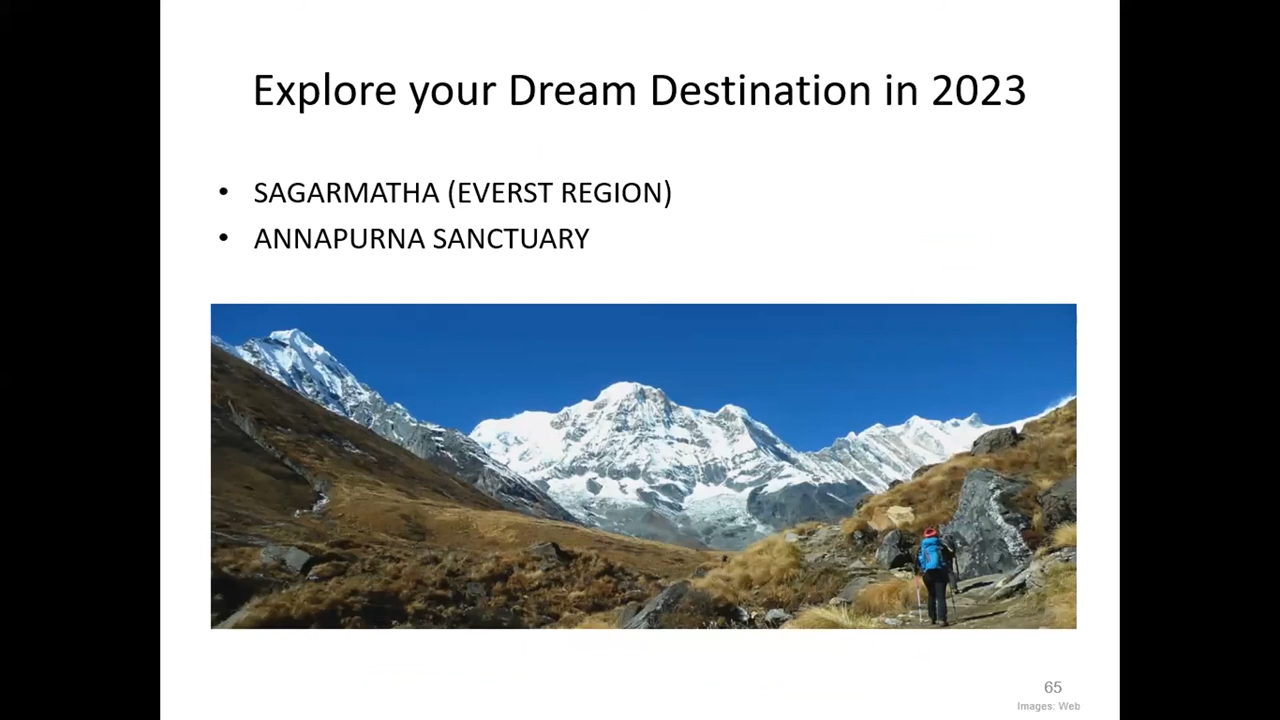 Explore your Dream Destination in 2023
• SAGARMATHA (EVERST REGION)
• ANNAPURNA SANCTUARY
65
Images: Web